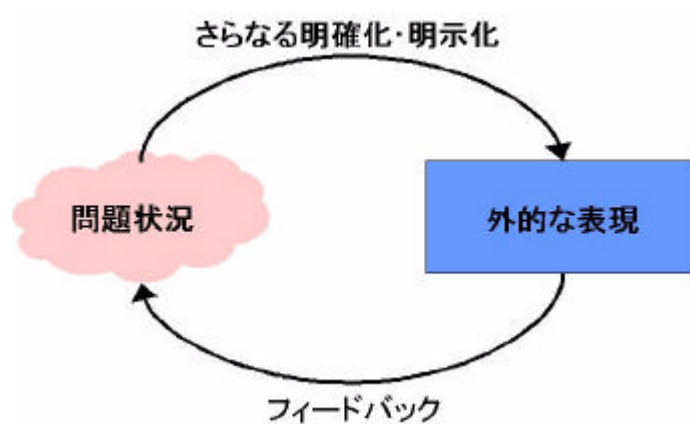 さらなる明確化・明示化
問題状況
外的な表現
フィードバック